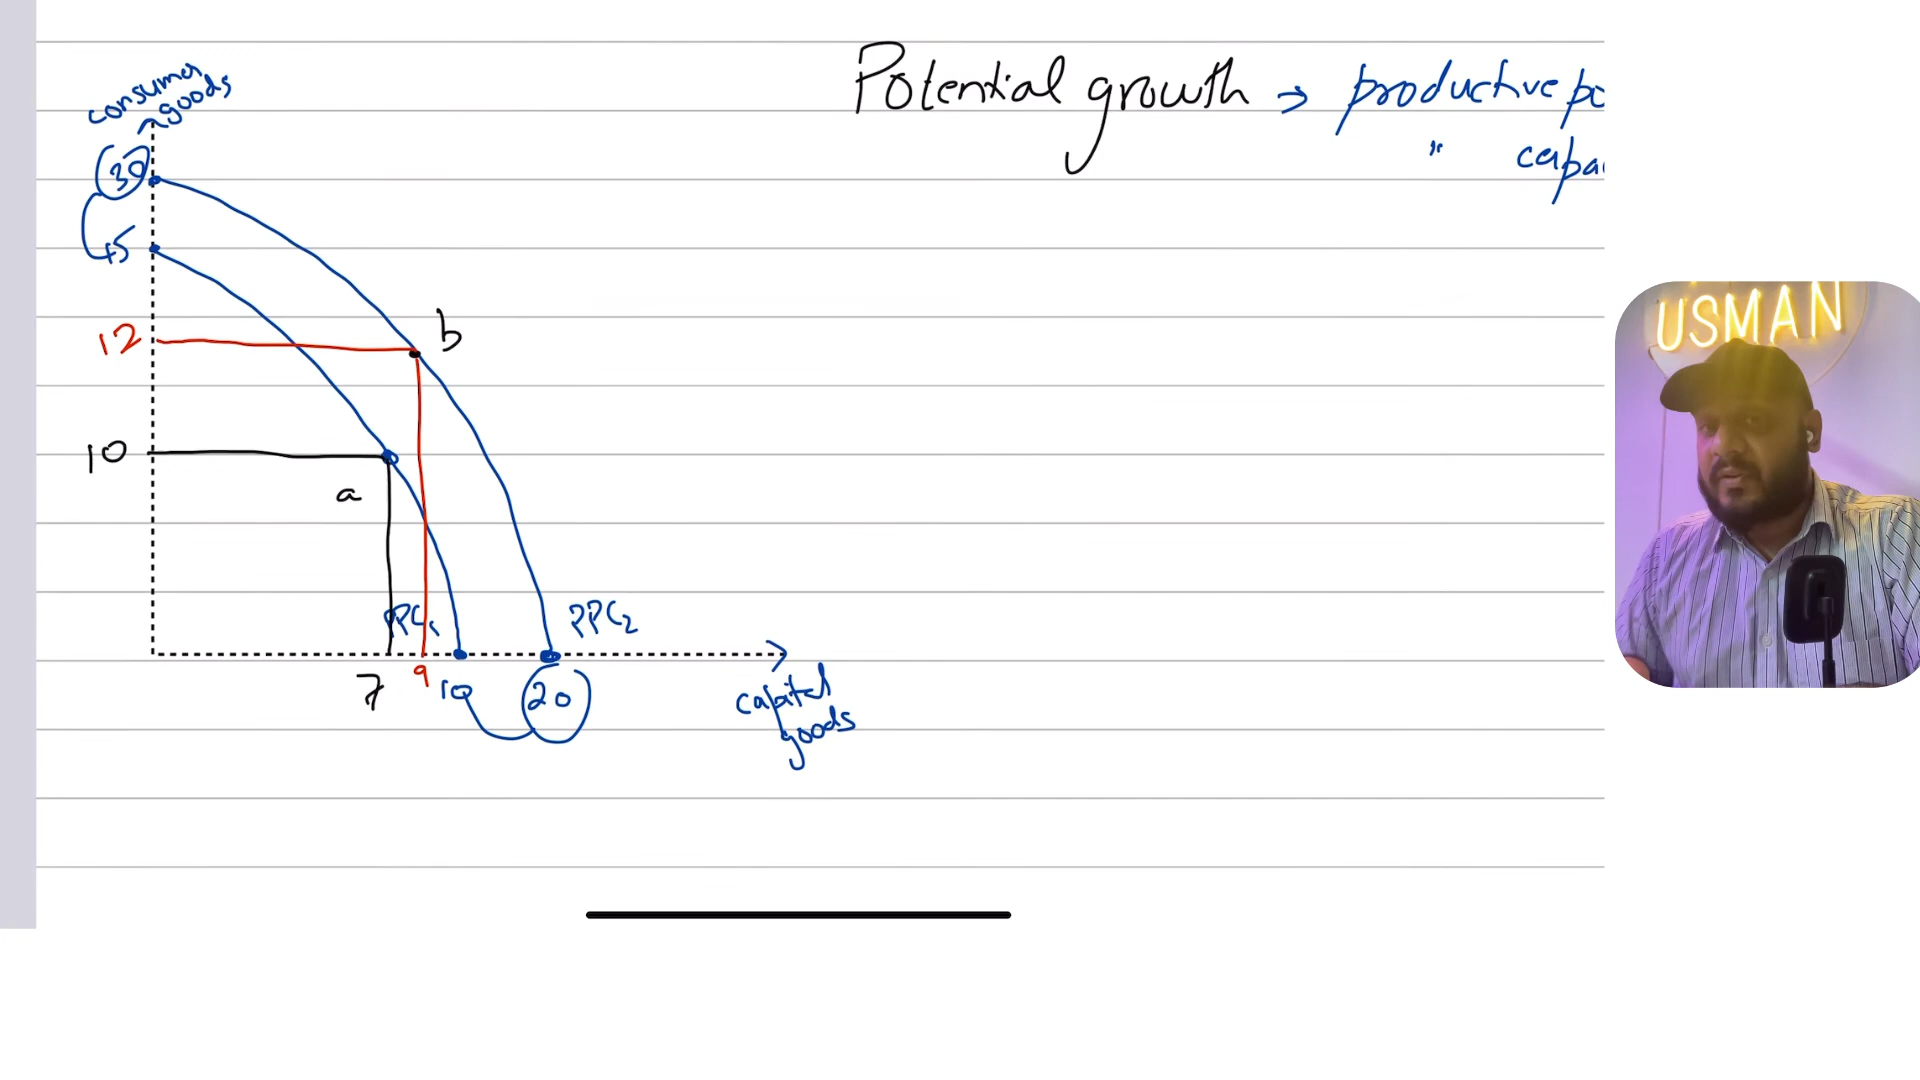 Potential growth → productive po
" capa
consumer
goods
30
15
12
b
10
a
PPC₁
PPC₂
7
9
10
20
capital
goods
USMAN